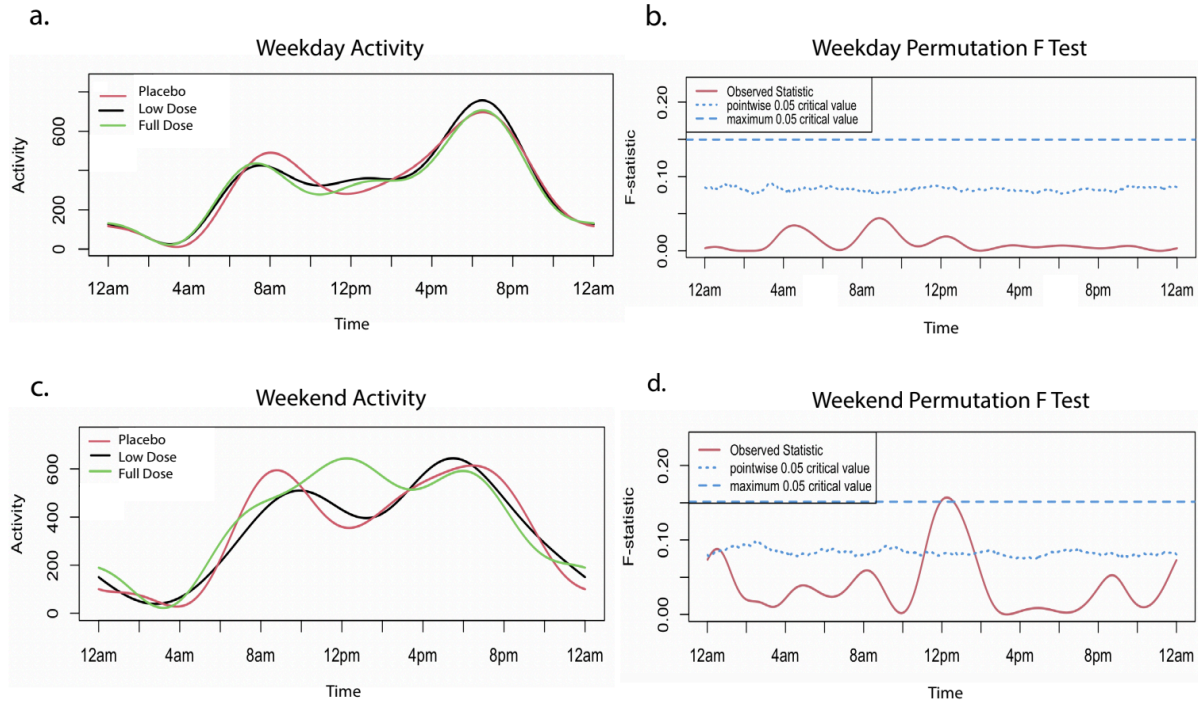 a.
Weekday Activity
Placebo
Low Dose
Full Dose
Activity
600
200
0
12am 4am 8am 12pm 4pm 8pm 12am
Time
b.
Weekday Permutation F Test
Observed Statistic
pointwise 0.05 critical value
maximum 0.05 critical value
F-statistic
0.20
0.10
0.00
12am 4am 8am 12pm 4pm 8pm 12am
Time
c.
Weekend Activity
Placebo
Low Dose
Full Dose
Activity
600
400
200
0
12am 4am 8am 12pm 4pm 8pm 12am
Time
d.
Weekend Permutation F Test
Observed Statistic
pointwise 0.05 critical value
maximum 0.05 critical value
F-statistic
0.20
0.10
0.00
12am 4am 8am 12pm 4pm 8pm 12am
Time